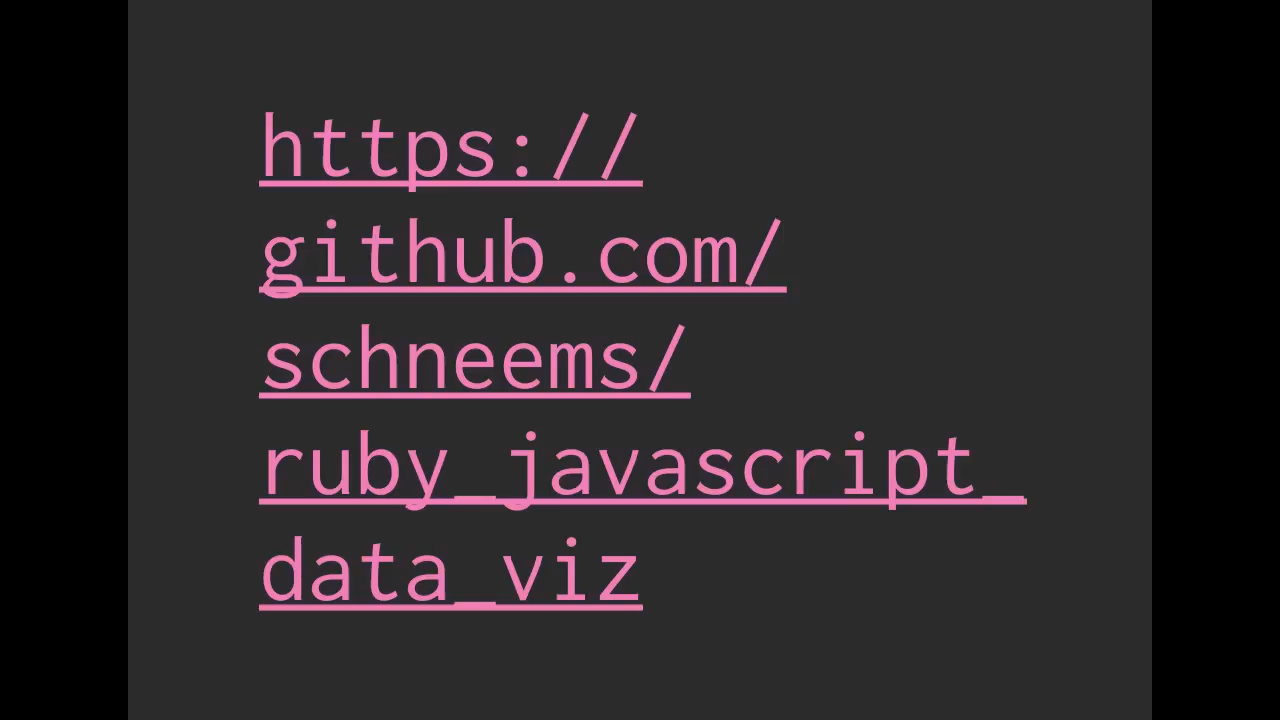 https://
github.com/
schneems/
ruby_javascript_
data_viz